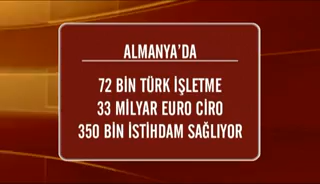 ALMANYA'DA
72 BİN TÜRK İŞLETME
33 MİLYAR EURO CİRO
350 BİN İSTİHDAM SAĞLIYOR